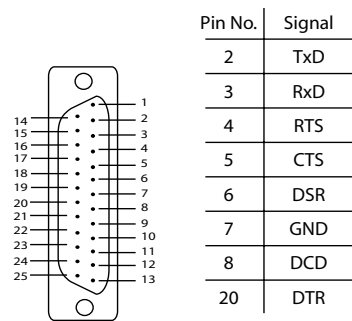 Pin No. Signal
2 TxD
3 RxD
4 RTS
5 CTS
6 DSR
7 GND
8 DCD
20 DTR
1
2
3
4
5
6
7
8
9
10
11
12
13
14
15
16
17
18
19
20
21
22
23
24
25